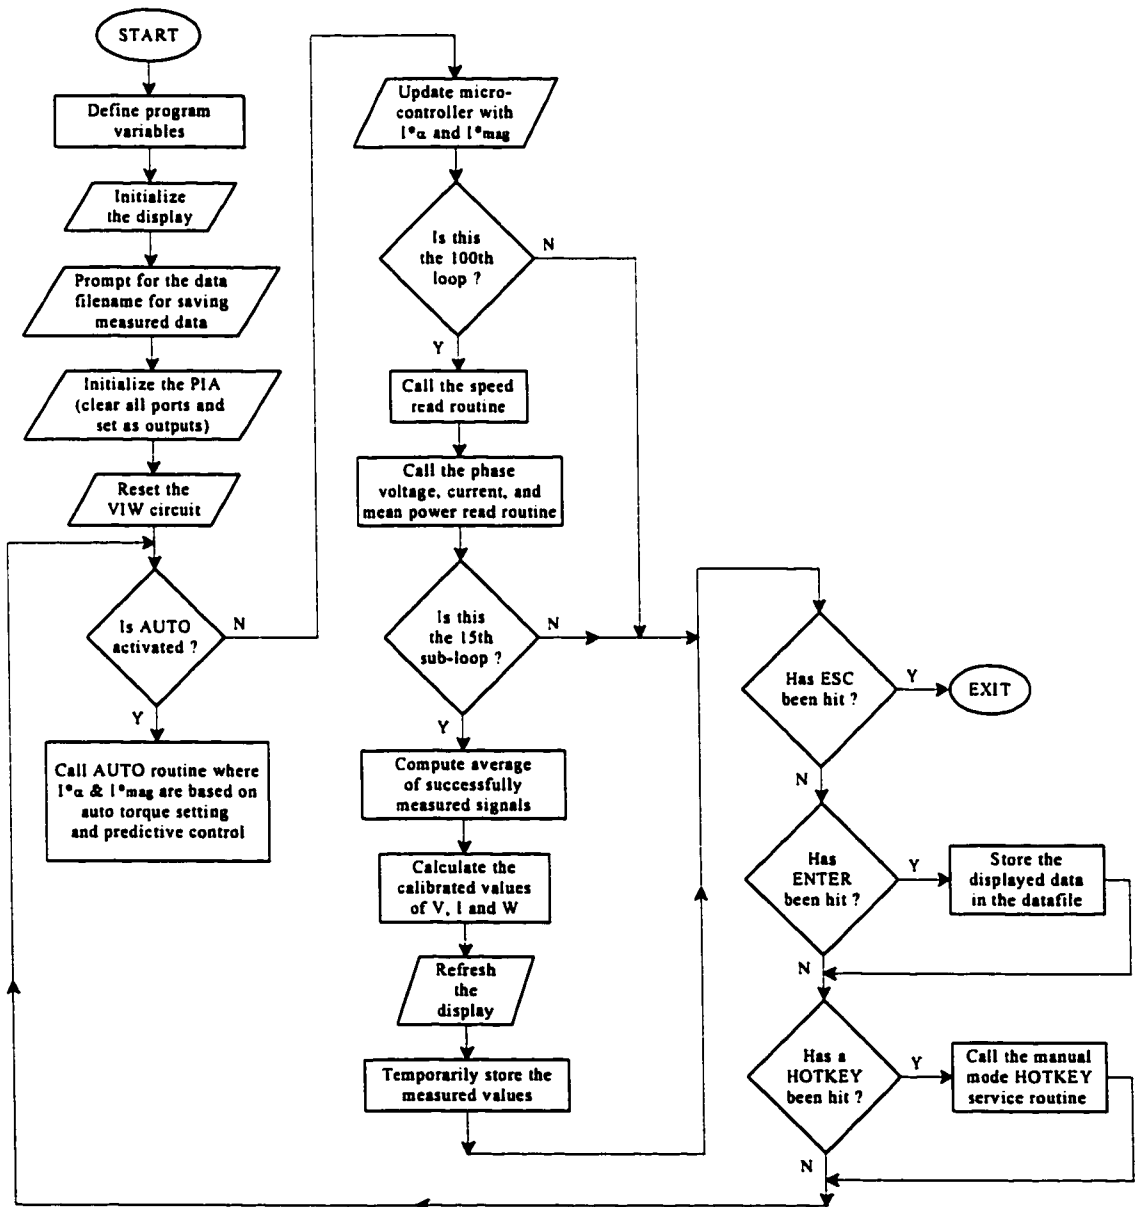 START
Define program
variables
Initialize
the display
Prompt for the data
filename for saving
measured data
Initialize the PIA
(clear all ports and
set as outputs)
Reset the
VIW circuit
Is AUTO
activated ?
N
Y
Call AUTO routine where
I*α & I*mag are based on
auto torque setting
and predictive control
Update micro-
controller with
I*α and I*mag
Is this
the 100th
loop ?
N
Y
Call the speed
read routine
Call the phase
voltage, current, and
mean power read routine
Is this
the 15th
sub-loop ?
N
Y
Compute average
of successfully
measured signals
Calculate the
calibrated values
of V, I and W
Refresh
the
display
Temporarily store the
measured values
Has ESC
been hit ?
Y
EXIT
N
Has
ENTER
been hit ?
Y
Store the
displayed data
in the datafile
N
Has a
HOTKEY
been hit ?
Y
Call the manual
mode HOTKEY
service routine
N